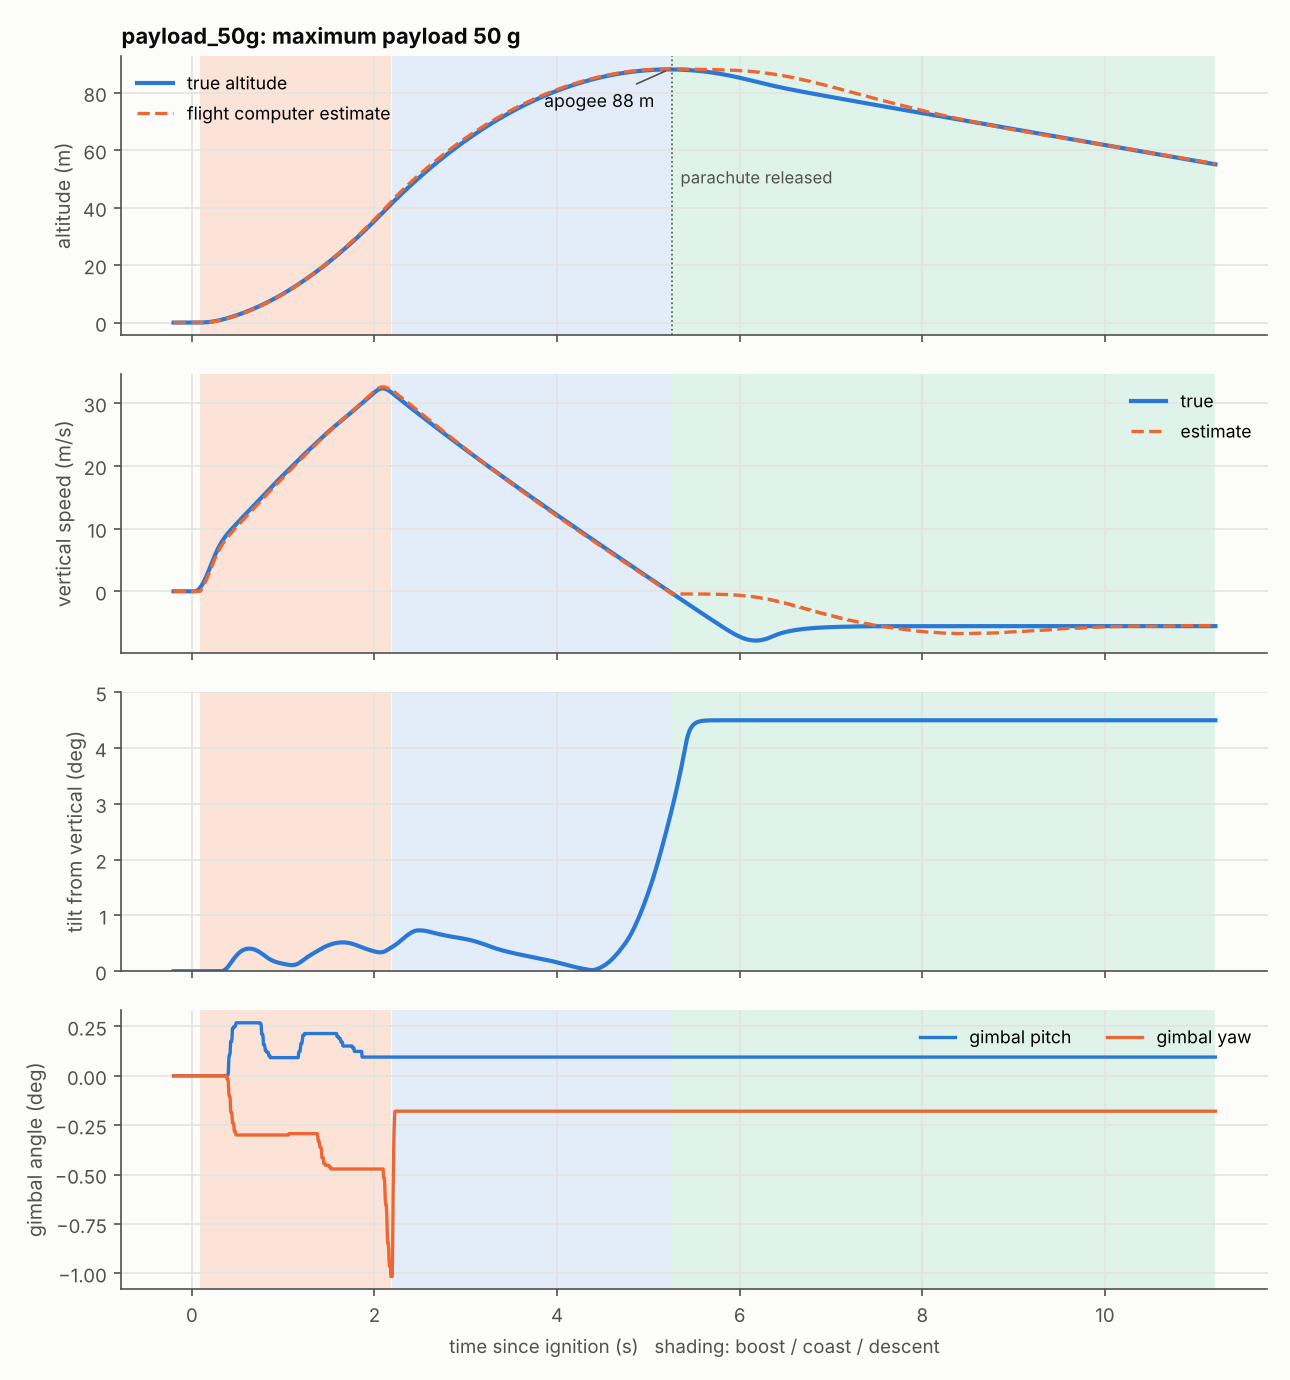 payload_50g: maximum payload 50 g
true altitude
flight computer estimate
apogee 88 m
parachute released
altitude (m)
80
60
40
20
0
true
estimate
vertical speed (m/s)
30
20
10
0
tilt from vertical (deg)
5
4
3
2
1
0
gimbal pitch
gimbal yaw
gimbal angle (deg)
0.25
0.00
−0.25
−0.50
−0.75
−1.00
0 2 4 6 8 10
time since ignition (s) shading: boost / coast / descent